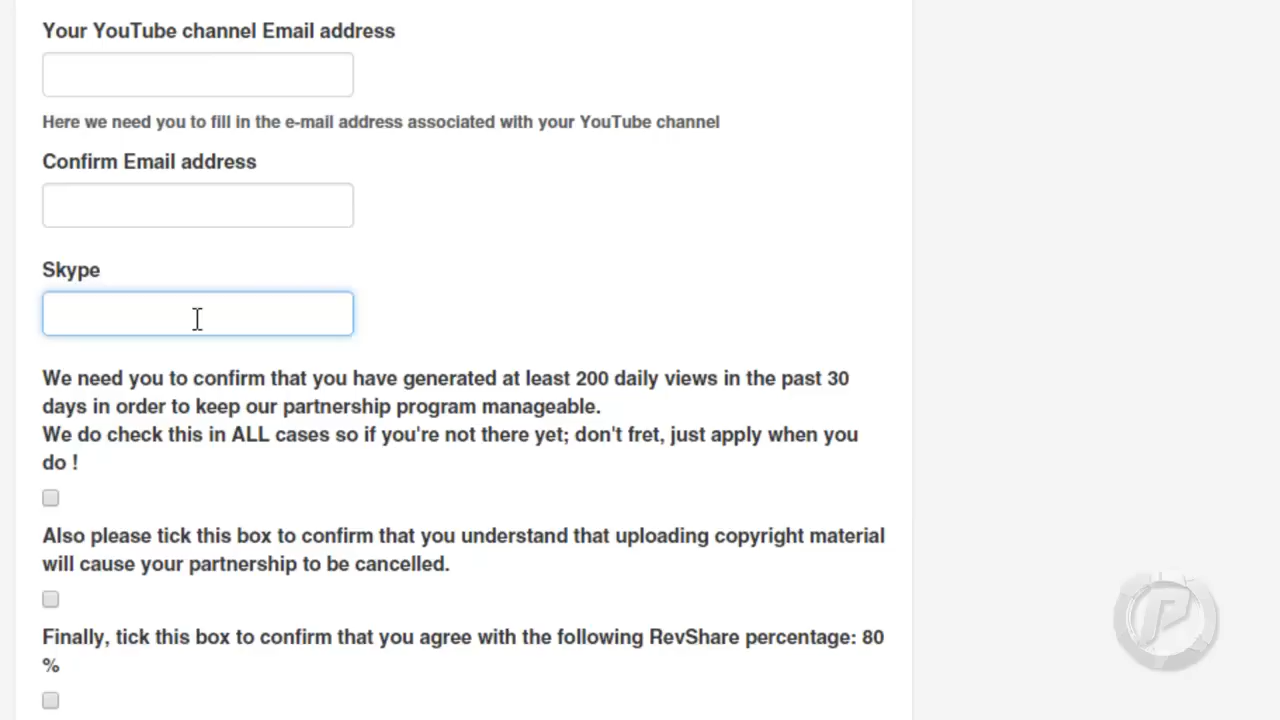 Your YouTube channel Email address
Here we need you to fill in the e-mail address associated with your YouTube channel
Confirm Email address
Skype
We need you to confirm that you have generated at least 200 daily views in the past 30
days in order to keep our partnership program manageable.
We do check this in ALL cases so if you're not there yet; don't fret, just apply when you
do !
Also please tick this box to confirm that you understand that uploading copyright material
will cause your partnership to be cancelled.
Finally, tick this box to confirm that you agree with the following RevShare percentage: 80
%
P